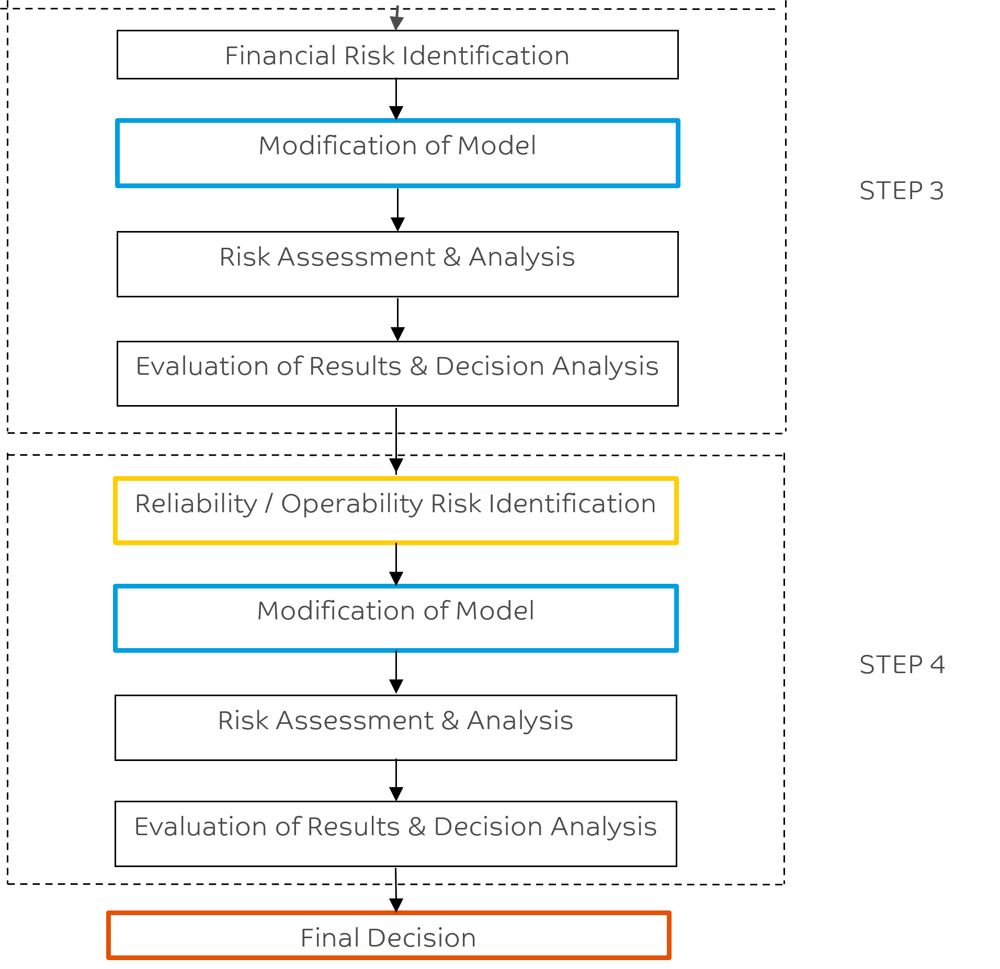 Financial Risk Identification
Modification of Model
STEP 3
Risk Assessment & Analysis
Evaluation of Results & Decision Analysis
Reliability / Operability Risk Identification
Modification of Model
STEP 4
Risk Assessment & Analysis
Evaluation of Results & Decision Analysis
Final Decision